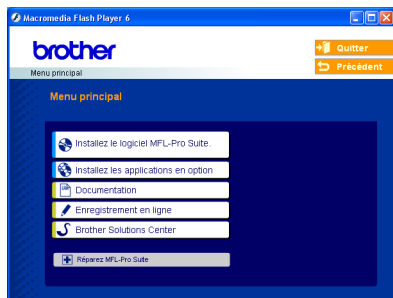 Macromedia Flash Player 6
brother
Quitter
Précédent
Menu principal
Menu principal
Installez le logiciel MFL-Pro Suite.
Installez les applications en option
Documentation
Enregistrement en ligne
Brother Solutions Center
Réparez MFL-Pro Suite